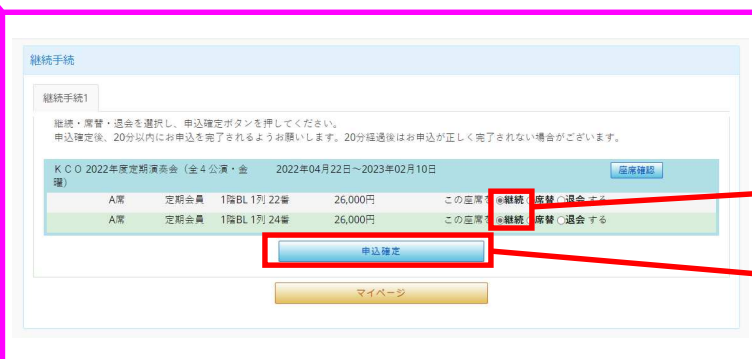 継続手続
継続手続1
継続・席替・退会を選択し、申込確定ボタンを押してください。
申込確定後、20分以内にお申込を完了されるようお願いします。20分経過後はお申込が正しく完了されない場合がございます。
ＫＣＯ 2022年度定期演奏会（全４公演・金曜） 2022年04月22日～2023年02月10日 座席確認
A席 定期会員 1階BL 1列 22番 26,000円 この座席を ◉継続 ○席替 ○退会 する
A席 定期会員 1階BL 1列 24番 26,000円 この座席を ◉継続 ○席替 ○退会 する
申込確定
マイページ